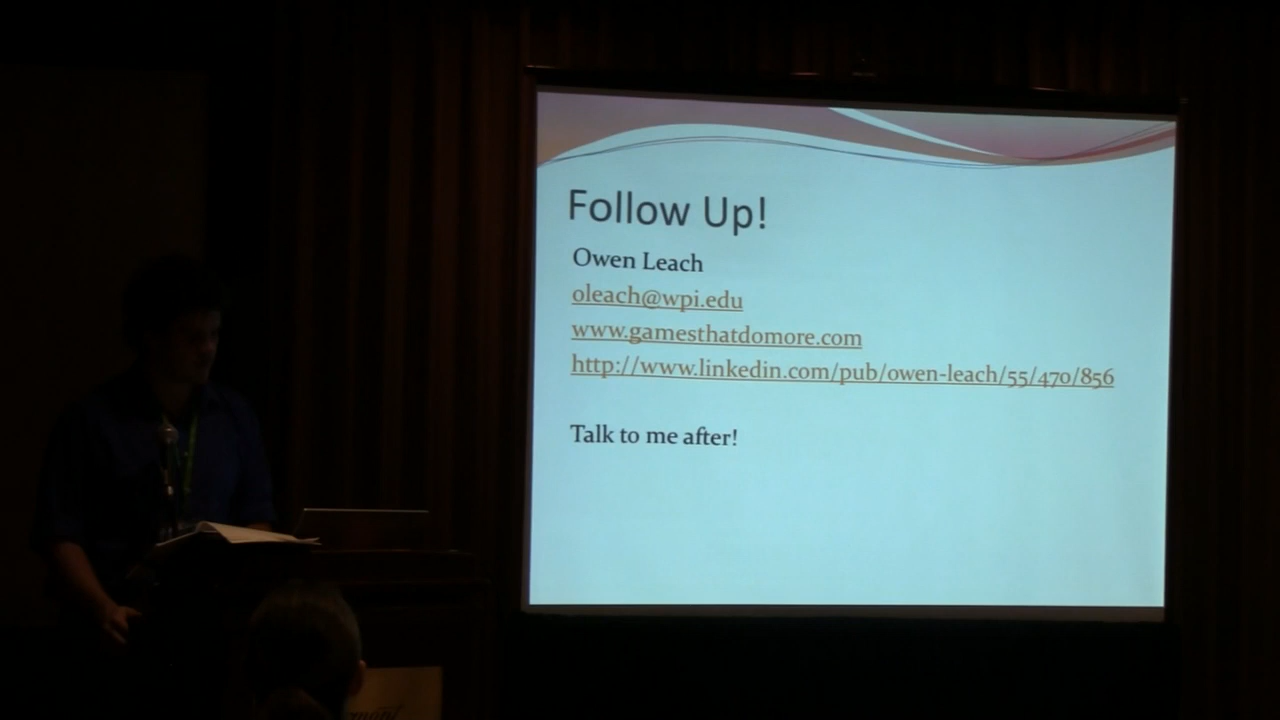 Follow Up!
Owen Leach
oleach@wpi.edu
www.gamesthatdomore.com
http://www.linkedin.com/pub/owen-leach/55/470/856
Talk to me after!